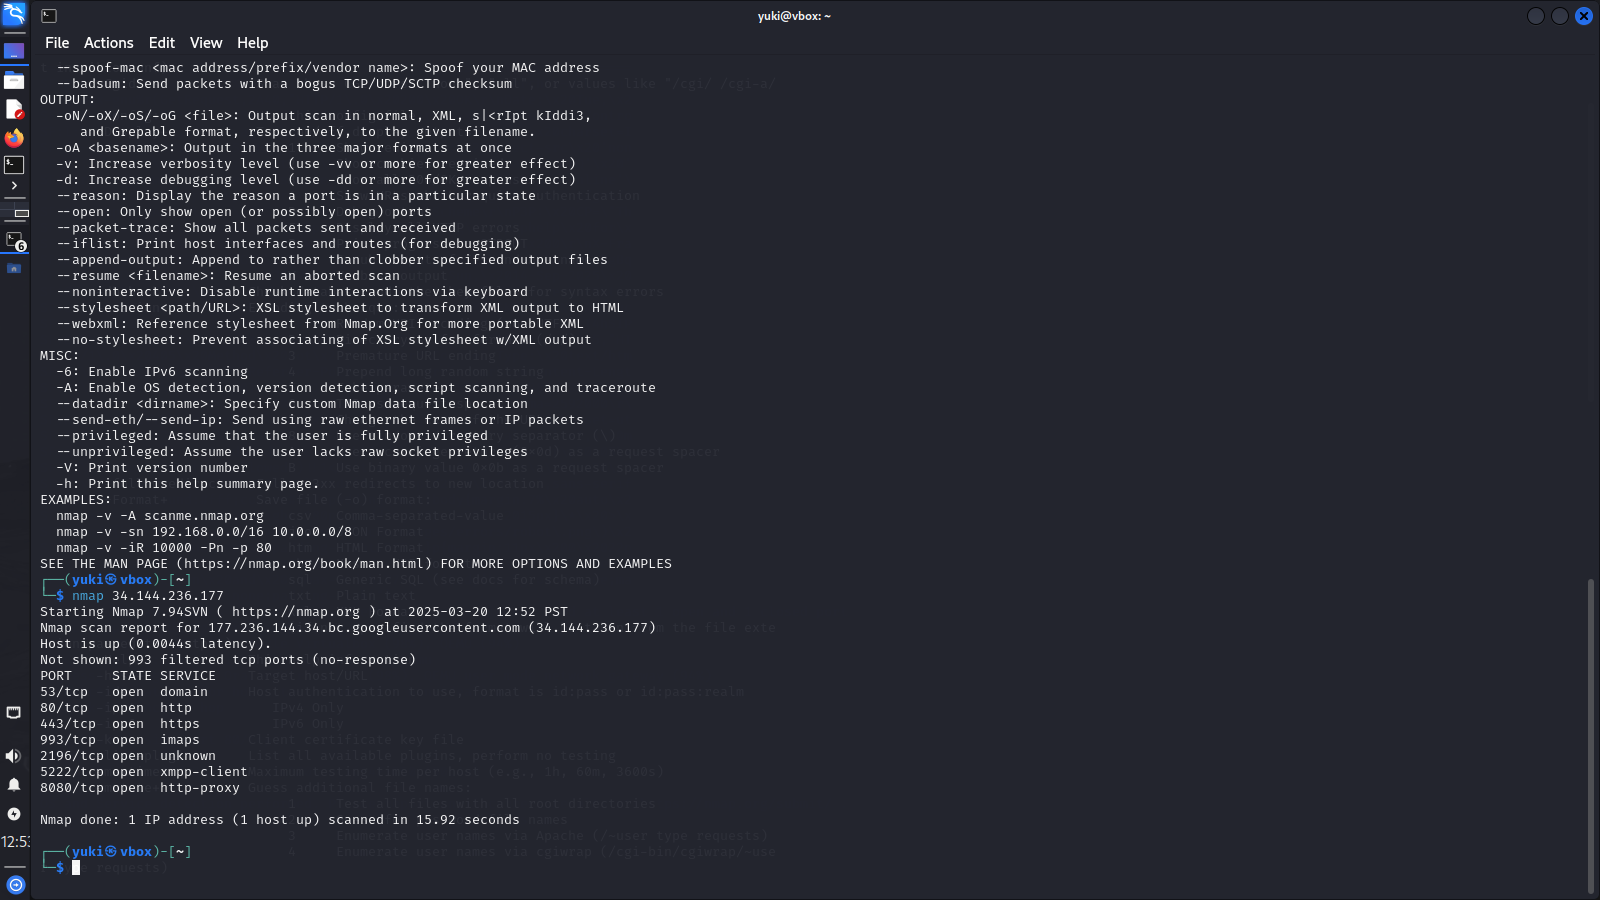 yuki@vbox: ~
File Actions Edit View Help
--spoof-mac <mac address/prefix/vendor name>: Spoof your MAC address
--badsum: Send packets with a bogus TCP/UDP/SCTP checksum
OUTPUT:
-oN/-oX/-oS/-oG <file>: Output scan in normal, XML, s|<rIpt kIddi3,
and Grepable format, respectively, to the given filename.
-oA <basename>: Output in the three major formats at once
-v: Increase verbosity level (use -vv or more for greater effect)
-d: Increase debugging level (use -dd or more for greater effect)
--reason: Display the reason a port is in a particular state
--open: Only show open (or possibly open) ports
--packet-trace: Show all packets sent and received
--iflist: Print host interfaces and routes (for debugging)
--append-output: Append to rather than clobber specified output files
--resume <filename>: Resume an aborted scan
--noninteractive: Disable runtime interactions via keyboard
--stylesheet <path/URL>: XSL stylesheet to transform XML output to HTML
--webxml: Reference stylesheet from Nmap.Org for more portable XML
--no-stylesheet: Prevent associating of XSL stylesheet w/XML output
MISC:
-6: Enable IPv6 scanning
-A: Enable OS detection, version detection, script scanning, and traceroute
--datadir <dirname>: Specify custom Nmap data file location
--send-eth/--send-ip: Send using raw ethernet frames or IP packets
--privileged: Assume that the user is fully privileged
--unprivileged: Assume the user lacks raw socket privileges
-V: Print version number
-h: Print this help summary page.
EXAMPLES:
nmap -v -A scanme.nmap.org
nmap -v -sn 192.168.0.0/16 10.0.0.0/8
nmap -v -iR 10000 -Pn -p 80
SEE THE MAN PAGE (https://nmap.org/book/man.html) FOR MORE OPTIONS AND EXAMPLES
┌──(yuki㉿vbox)-[~]
└─$ nmap 34.144.236.177
Starting Nmap 7.94SVN ( https://nmap.org ) at 2025-03-20 12:52 PST
Nmap scan report for 177.236.144.34.bc.googleusercontent.com (34.144.236.177)
Host is up (0.0044s latency).
Not shown: 993 filtered tcp ports (no-response)
PORT STATE SERVICE
53/tcp open domain
80/tcp open http
443/tcp open https
993/tcp open imaps
2196/tcp open unknown
5222/tcp open xmpp-client
8080/tcp open http-proxy
Nmap done: 1 IP address (1 host up) scanned in 15.92 seconds
┌──(yuki㉿vbox)-[~]
└─$
6
12:53